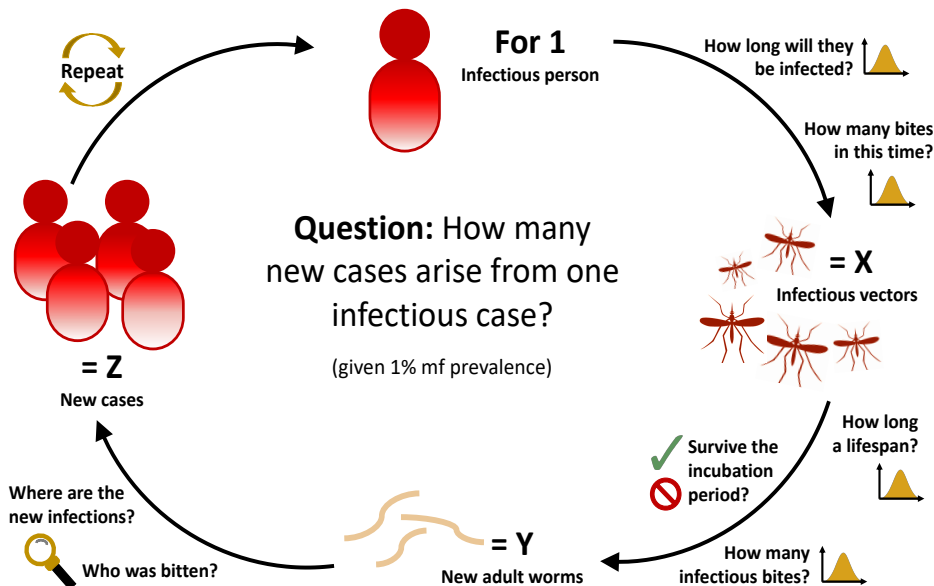 Repeat
For 1
Infectious person
How long will they
be infected?
How many bites
in this time?
Question: How many
new cases arise from one
infectious case?
(given 1% mf prevalence)
= X
Infectious vectors
= Z
New cases
How long
a lifespan?
Survive the
incubation
period?
How many
infectious bites?
= Y
New adult worms
Where are the
new infections?
Who was bitten?